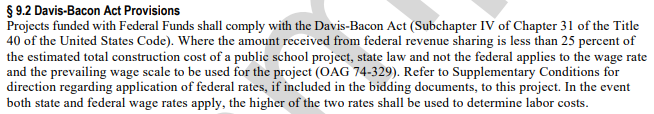 § 9.2 Davis-Bacon Act Provisions
Projects funded with Federal Funds shall comply with the Davis-Bacon Act (Subchapter IV of Chapter 31 of the Title
40 of the United States Code). Where the amount received from federal revenue sharing is less than 25 percent of
the estimated total construction cost of a public school project, state law and not the federal applies to the wage rate
and the prevailing wage scale to be used for the project (OAG 74-329). Refer to Supplementary Conditions for
direction regarding application of federal rates, if included in the bidding documents, to this project. In the event
both state and federal wage rates apply, the higher of the two rates shall be used to determine labor costs.